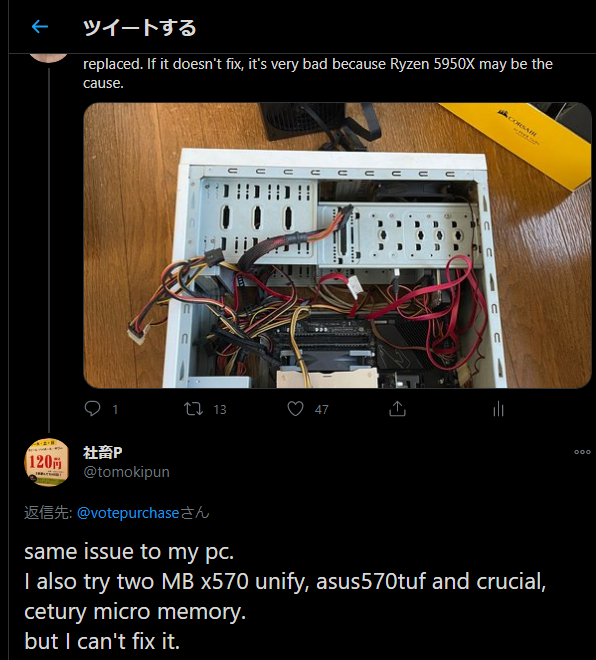 ツイートする
replaced. If it doesn't fix, it's very bad because Ryzen 5950X may be the
cause.
CORSAIR
1
13
47
120円
社畜P
@tomokipun
返信先: @votepurchaseさん
same issue to my pc.
I also try two MB x570 unify, asus570tuf and crucial,
cetury micro memory.
but I can't fix it.